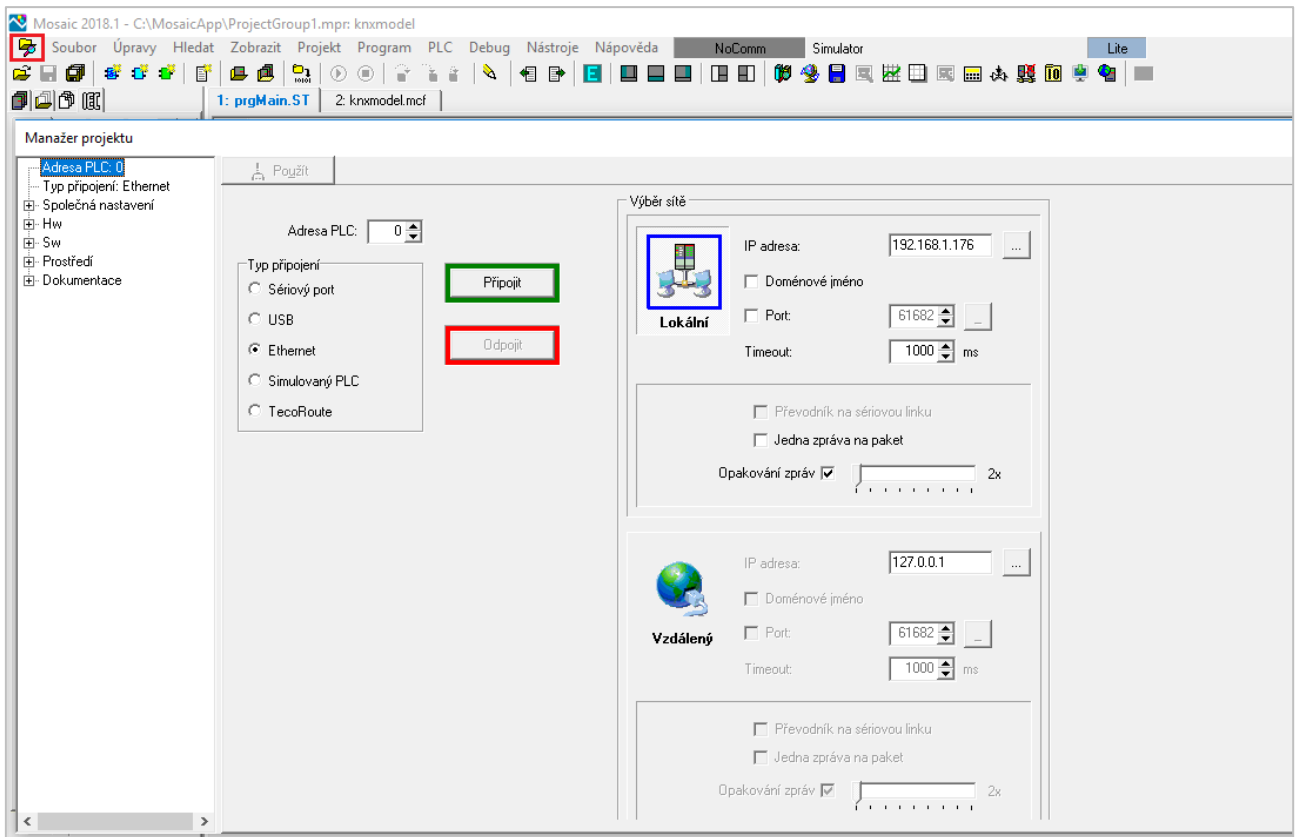 Mosaic 2018.1 - C:\MosaicApp\ProjectGroup1.mpr: knxmodel
Soubor Úpravy Hledat Zobrazit Projekt Program PLC Debug Nástroje Nápověda NoComm Simulator Lite
1: prgMain.ST 2: knxmodel.mcf
Manažer projektu
Adresa PLC: 0
Typ připojení: Ethernet
Společná nastavení
Hw
Sw
Prostředí
Dokumentace
Použít
Adresa PLC: 0
Typ připojení
Sériový port
USB
Ethernet
Simulovaný PLC
TecoRoute
Připojit
Odpojit
Výběr sítě
Lokální
IP adresa: 192.168.1.176 ...
Doménové jméno
Port: 61682 _
Timeout: 1000 ms
Převodník na sériovou linku
Jedna zpráva na paket
Opakování zpráv 2x
Vzdálený
IP adresa: 127.0.0.1 ...
Doménové jméno
Port: 61682 _
Timeout: 1000 ms
Převodník na sériovou linku
Jedna zpráva na paket
Opakování zpráv 2x